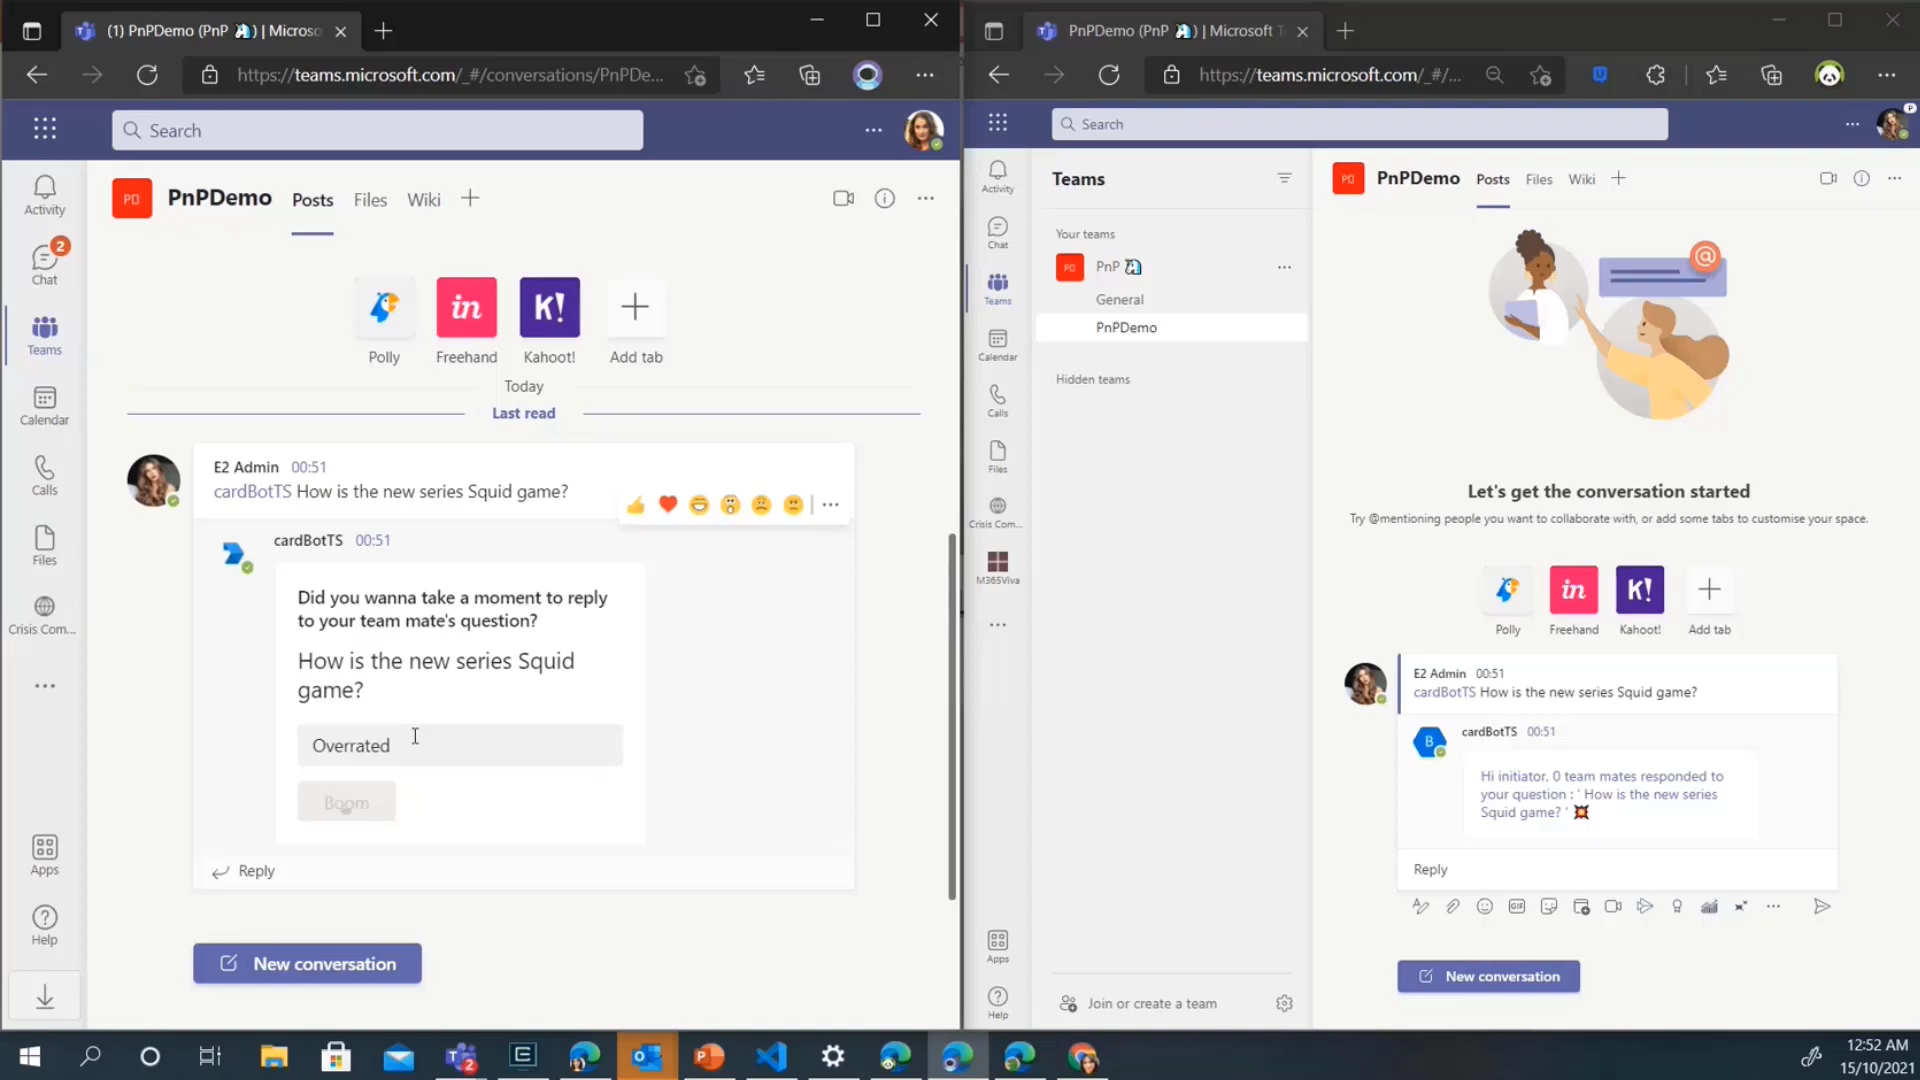 (1) PnPDemo (PnP 🦄) | Microso
https://teams.microsoft.com/_#/conversations/PnPDe...
Search
Activity
2
Chat
Teams
Calendar
Calls
Files
Crisis Com...
Apps
Help
PD
PnPDemo
Posts
Files
Wiki
Polly
in
Freehand
K!
Kahoot!
Add tab
Today
Last read
E2 Admin 00:51
cardBotTS How is the new series Squid game?
cardBotTS 00:51
Did you wanna take a moment to reply
to your team mate's question?
How is the new series Squid
game?
Overrated
Boom
Reply
New conversation
PnPDemo (PnP 🦄) | Microsoft T
https://teams.microsoft.com/_#/...
Search
P
Activity
Chat
Teams
Calendar
Calls
Files
Crisis Com...
M365Viva
Apps
Help
Teams
Your teams
PD
PnP 🦄
General
PnPDemo
Hidden teams
Join or create a team
PD
PnPDemo
Posts
Files
Wiki
@
Let's get the conversation started
Try @mentioning people you want to collaborate with, or add some tabs to customise your space.
Polly
in
Freehand
K!
Kahoot!
Add tab
E2 Admin 00:51
cardBotTS How is the new series Squid game?
B
cardBotTS 00:51
Hi initiator, 0 team mates responded to
your question : ' How is the new series
Squid game? ' 💥
Reply
GIF
New conversation
2
12:52 AM
15/10/2021